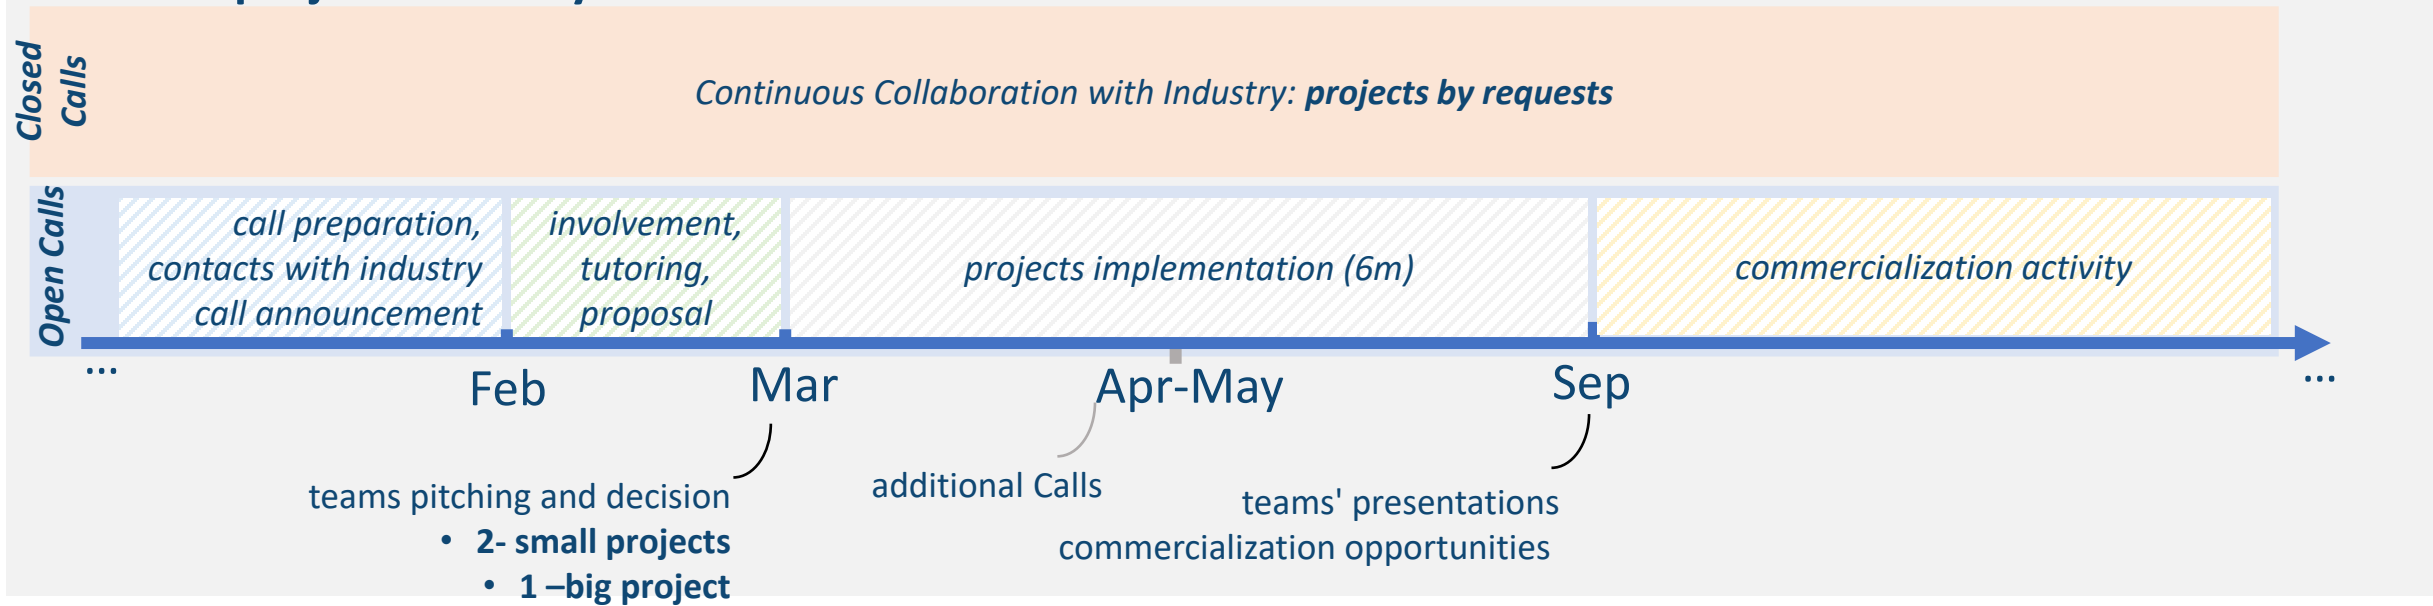 Closed
Calls
Continuous Collaboration with Industry: projects by requests
Open Calls
call preparation,
contacts with industry
call announcement
involvement,
tutoring,
proposal
projects implementation (6m)
commercialization activity
...
Feb
Mar
Apr-May
Sep
...
teams pitching and decision
• 2- small projects
• 1 –big project
additional Calls
teams' presentations
commercialization opportunities